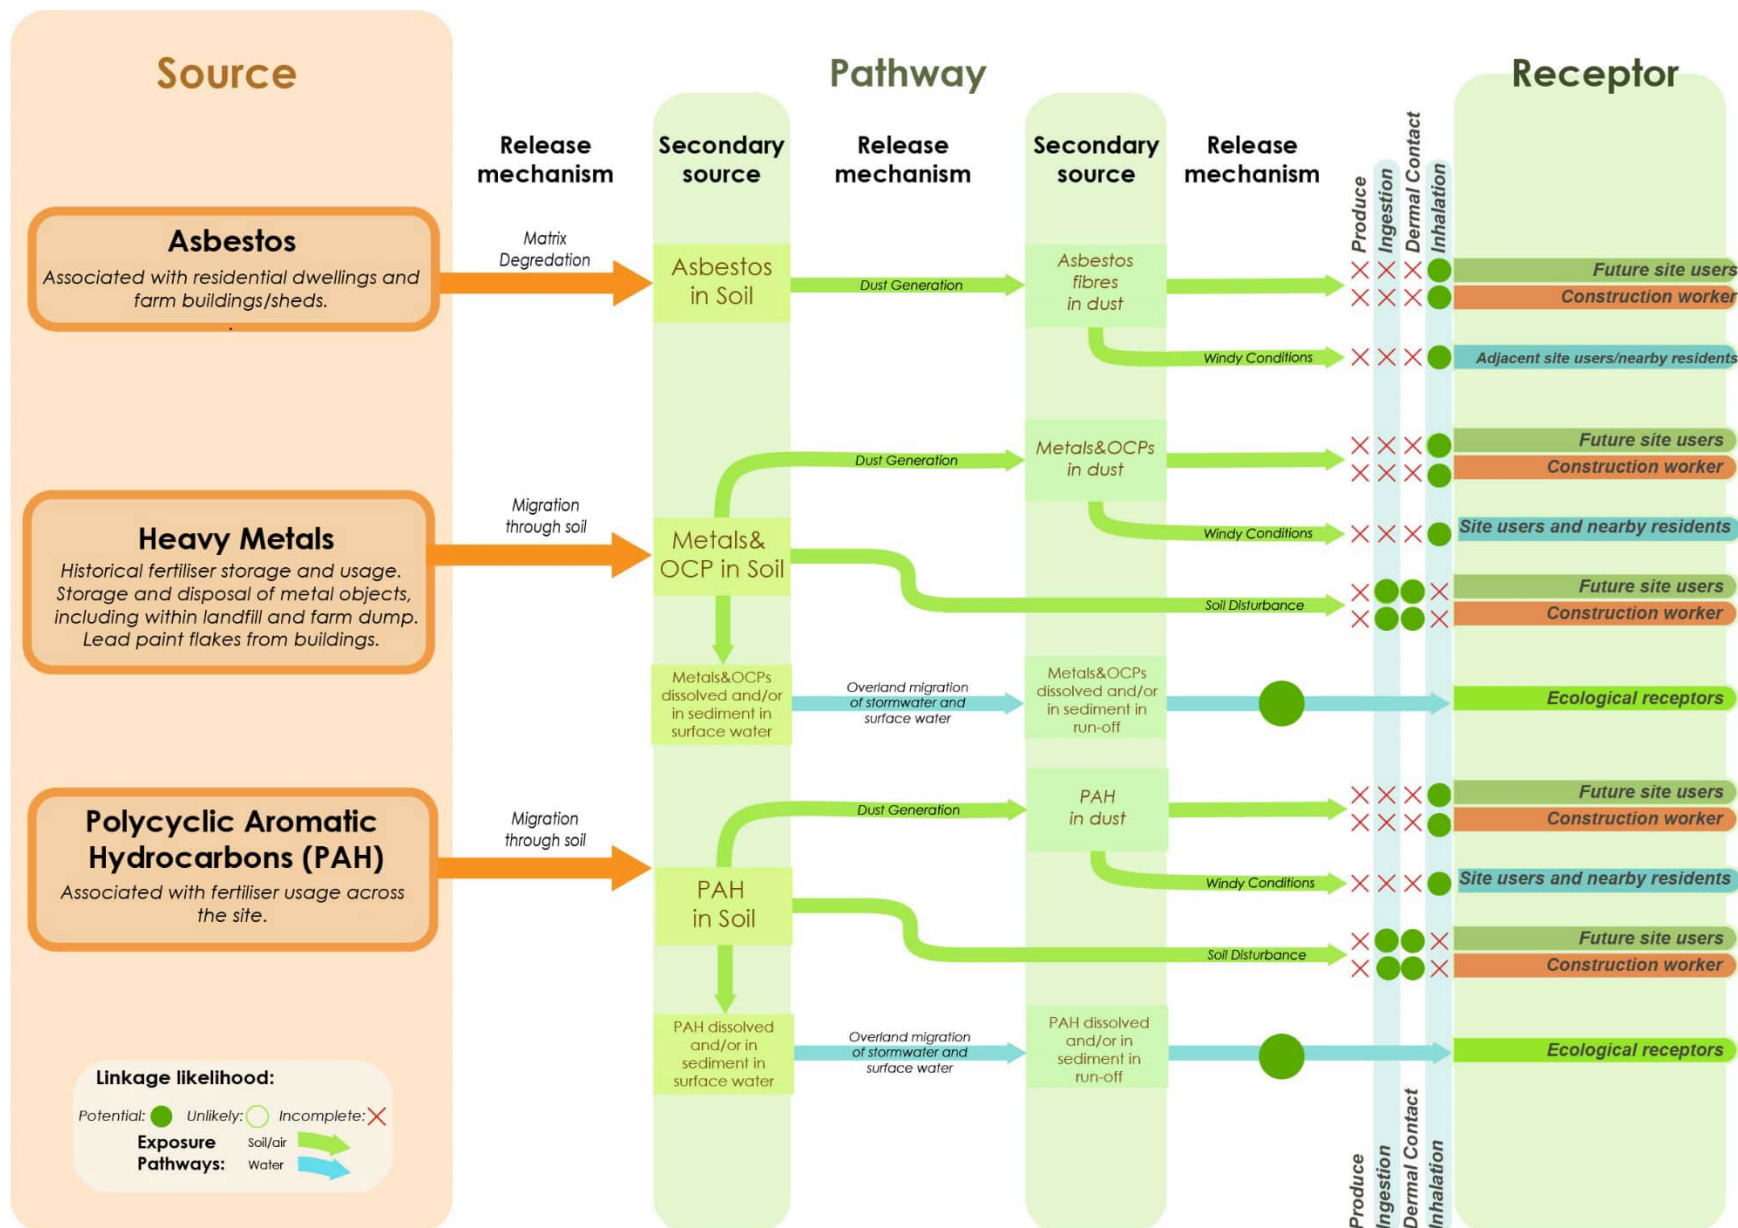 Source
Pathway
Receptor
Release
mechanism
Secondary
source
Release
mechanism
Secondary
source
Release
mechanism
Produce
Ingestion
Dermal Contact
Inhalation
Asbestos
Associated with residential dwellings and
farm buildings/sheds.
.
Matrix
Degredation
Asbestos
in Soil
Dust Generation
Asbestos
fibres
in dust
Future site users
Construction worker
Windy Conditions
Adjacent site users/nearby residents
Heavy Metals
Historical fertiliser storage and usage.
Storage and disposal of metal objects,
including within landfill and farm dump.
Lead paint flakes from buildings.
Migration
through soil
Metals&
OCP in Soil
Dust Generation
Metals&OCPs
in dust
Future site users
Construction worker
Windy Conditions
Site users and nearby residents
Soil Disturbance
Future site users
Construction worker
Metals&OCPs
dissolved and/or
in sediment in
surface water
Overland migration
of stormwater and
surface water
Metals&OCPs
dissolved and/or
in sediment in
run-off
Ecological receptors
Polycyclic Aromatic
Hydrocarbons (PAH)
Associated with fertiliser usage across
the site.
Migration
through soil
PAH
in Soil
Dust Generation
PAH
in dust
Future site users
Construction worker
Windy Conditions
Site users and nearby residents
Soil Disturbance
Future site users
Construction worker
PAH dissolved
and/or in
sediment in
surface water
Overland migration
of stormwater and
surface water
PAH dissolved
and/or in
sediment in
run-off
Ecological receptors
Linkage likelihood:
Potential: Unlikely: Incomplete:
Exposure
Pathways:
Soil/air
Water
Produce
Ingestion
Dermal Contact
Inhalation